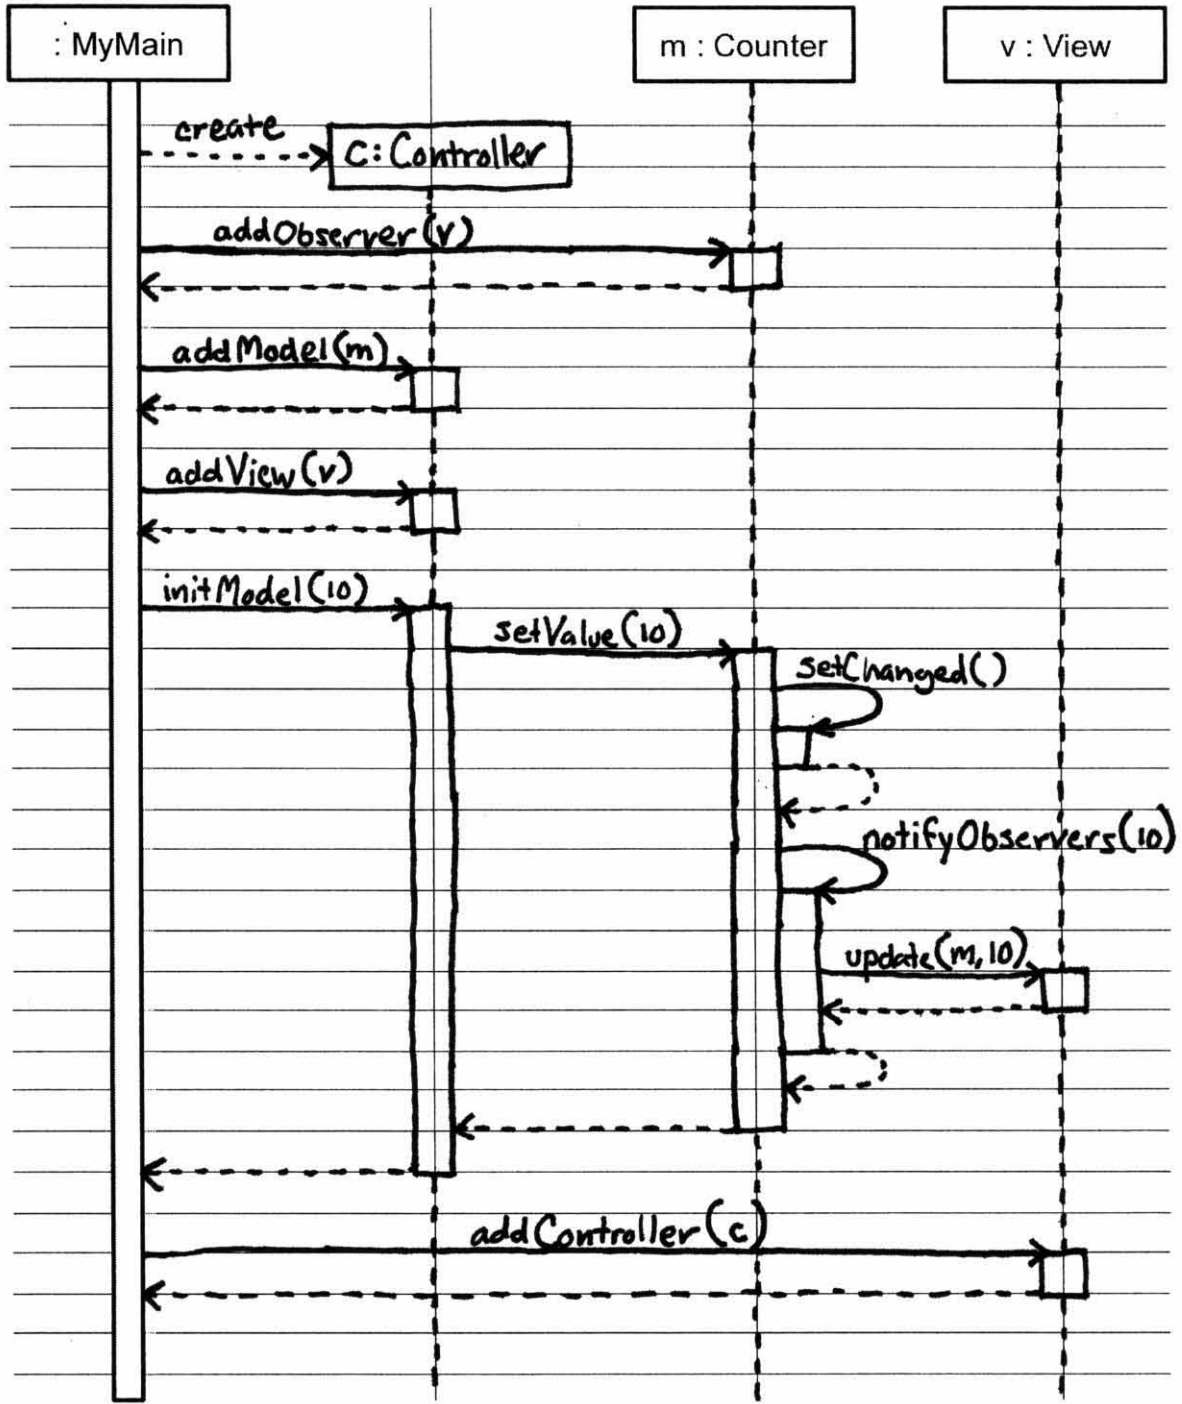 : MyMain
m : Counter
v : View
create
c: Controller
addObserver(v)
addModel(m)
addView(v)
initModel(10)
setValue(10)
setChanged()
notifyObservers(10)
update(m,10)
addController(c)